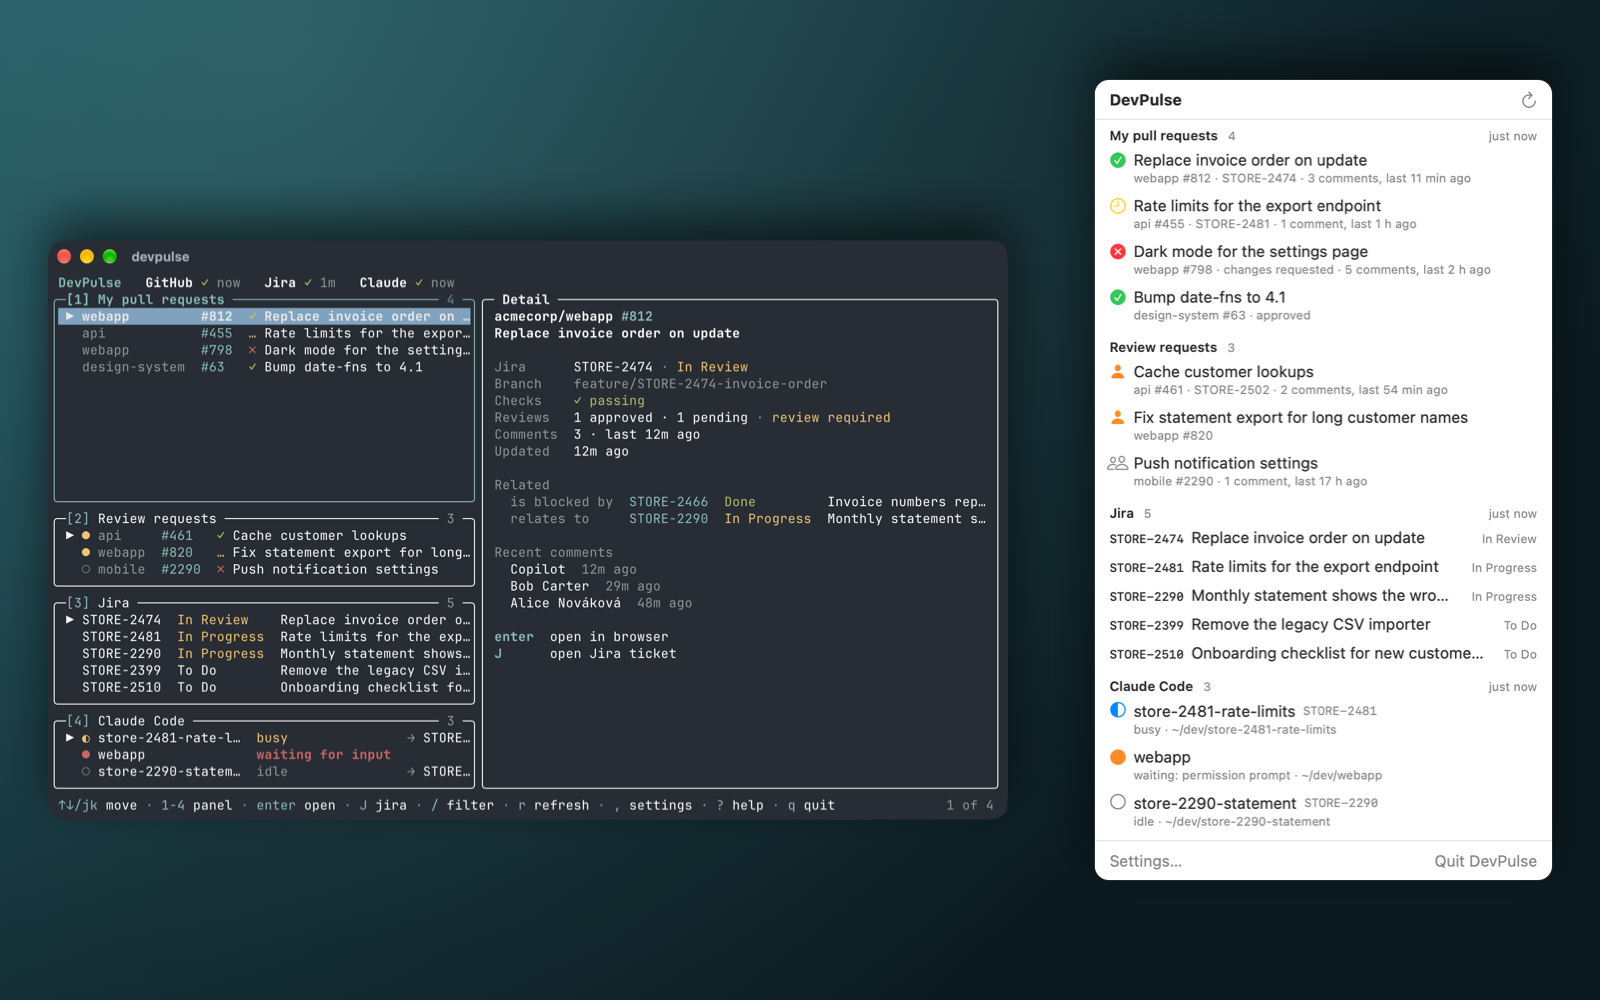 devpulse
DevPulse GitHub ✓ now Jira ✓ 1m Claude ✓ now
[1] My pull requests 4
▶ webapp #812 ✓ Replace invoice order on …
api #455 … Rate limits for the expor…
webapp #798 × Dark mode for the setting…
design-system #63 ✓ Bump date-fns to 4.1
[2] Review requests 3
▶ ● api #461 ✓ Cache customer lookups
● webapp #820 … Fix statement export for long…
○ mobile #2290 × Push notification settings
[3] Jira 5
▶ STORE-2474 In Review Replace invoice order o…
STORE-2481 In Progress Rate limits for the exp…
STORE-2290 In Progress Monthly statement shows…
STORE-2399 To Do Remove the legacy CSV i…
STORE-2510 To Do Onboarding checklist fo…
[4] Claude Code 3
▶ ◐ store-2481-rate-l… busy → STORE…
● webapp waiting for input
○ store-2290-statem… idle → STORE…
Detail
acmecorp/webapp #812
Replace invoice order on update
Jira STORE-2474 · In Review
Branch feature/STORE-2474-invoice-order
Checks ✓ passing
Reviews 1 approved · 1 pending · review required
Comments 3 · last 12m ago
Updated 12m ago
Related
is blocked by STORE-2466 Done Invoice numbers rep…
relates to STORE-2290 In Progress Monthly statement s…
Recent comments
Copilot 12m ago
Bob Carter 29m ago
Alice Nováková 48m ago
enter open in browser
J open Jira ticket
↑↓/jk move · 1-4 panel · enter open · J jira · / filter · r refresh · , settings · ? help · q quit 1 of 4
DevPulse
My pull requests 4 just now
Replace invoice order on update
webapp #812 · STORE-2474 · 3 comments, last 11 min ago
Rate limits for the export endpoint
api #455 · STORE-2481 · 1 comment, last 1 h ago
Dark mode for the settings page
webapp #798 · changes requested · 5 comments, last 2 h ago
Bump date-fns to 4.1
design-system #63 · approved
Review requests 3
Cache customer lookups
api #461 · STORE-2502 · 2 comments, last 54 min ago
Fix statement export for long customer names
webapp #820
Push notification settings
mobile #2290 · 1 comment, last 17 h ago
Jira 5 just now
STORE-2474 Replace invoice order on update In Review
STORE-2481 Rate limits for the export endpoint In Progress
STORE-2290 Monthly statement shows the wro… In Progress
STORE-2399 Remove the legacy CSV importer To Do
STORE-2510 Onboarding checklist for new custome… To Do
Claude Code 3 just now
store-2481-rate-limits STORE-2481
busy · ~/dev/store-2481-rate-limits
webapp
waiting: permission prompt · ~/dev/webapp
store-2290-statement STORE-2290
idle · ~/dev/store-2290-statement
Settings... Quit DevPulse